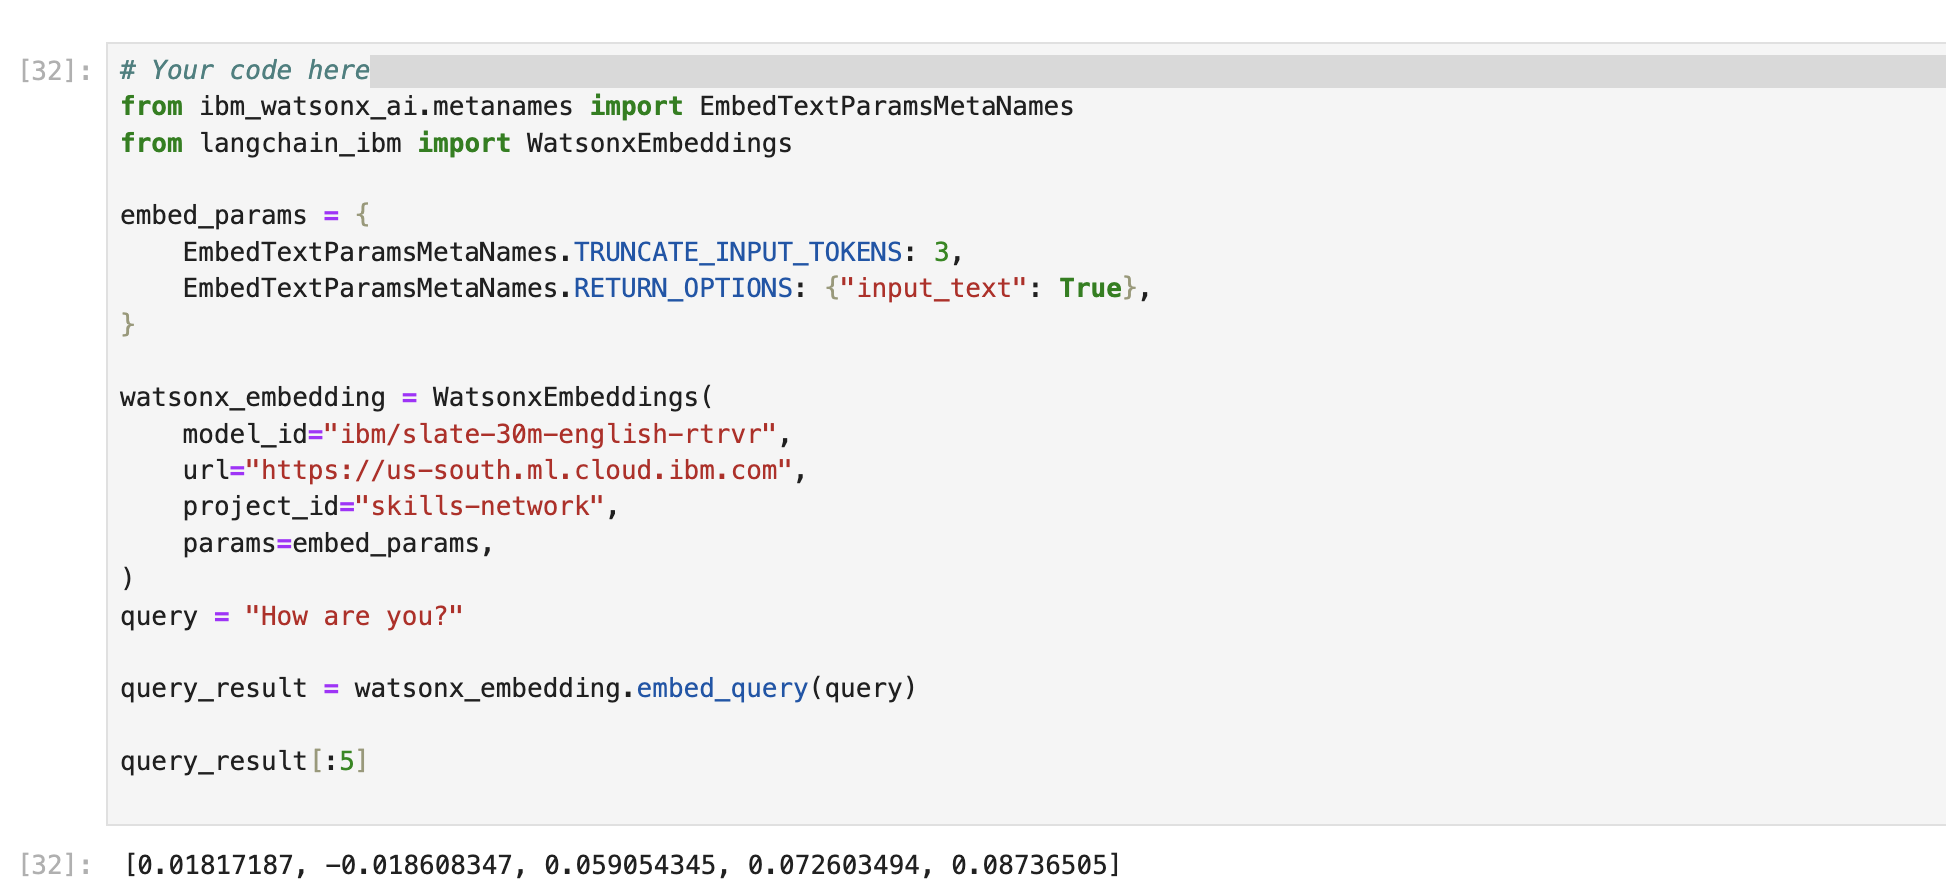 [32]: # Your code here
from ibm_watsonx_ai.metanames import EmbedTextParamsMetaNames
from langchain_ibm import WatsonxEmbeddings
embed_params = {
    EmbedTextParamsMetaNames.TRUNCATE_INPUT_TOKENS: 3,
    EmbedTextParamsMetaNames.RETURN_OPTIONS: {"input_text": True},
}
watsonx_embedding = WatsonxEmbeddings(
    model_id="ibm/slate-30m-english-rtrvr",
    url="https://us-south.ml.cloud.ibm.com",
    project_id="skills-network",
    params=embed_params,
)
query = "How are you?"
query_result = watsonx_embedding.embed_query(query)
query_result[:5]
[32]: [0.01817187, -0.018608347, 0.059054345, 0.072603494, 0.08736505]